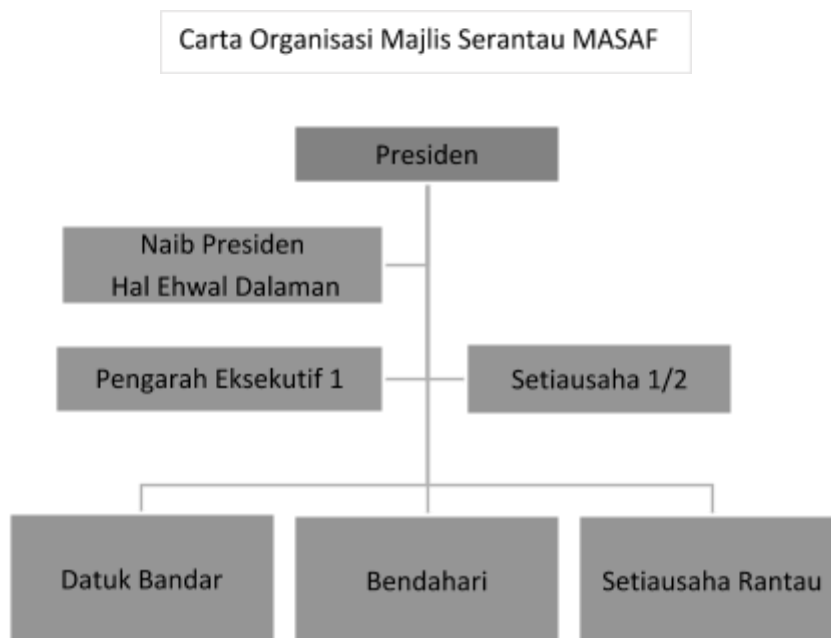 Carta Organisasi Majlis Serantau MASAF
Presiden
Naib Presiden
Hal Ehwal Dalaman
Pengarah Eksekutif 1
Setiausaha 1/2
Datuk Bandar
Bendahari
Setiausaha Rantau